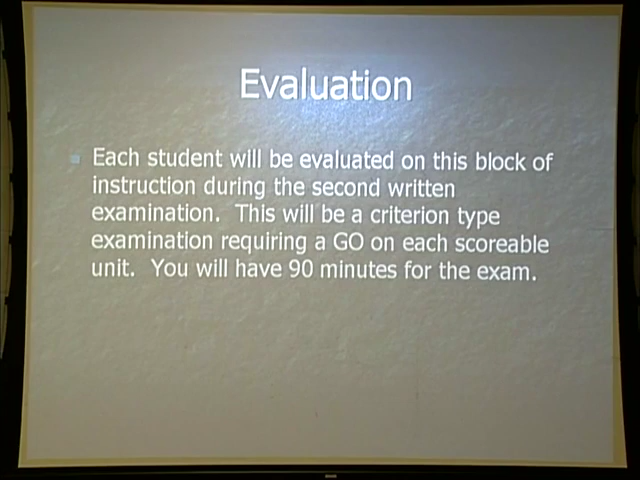 Evaluation
Each student will be evaluated on this block of
instruction during the second written
examination.  This will be a criterion type
examination requiring a GO on each scoreable
unit.  You will have 90 minutes for the exam.